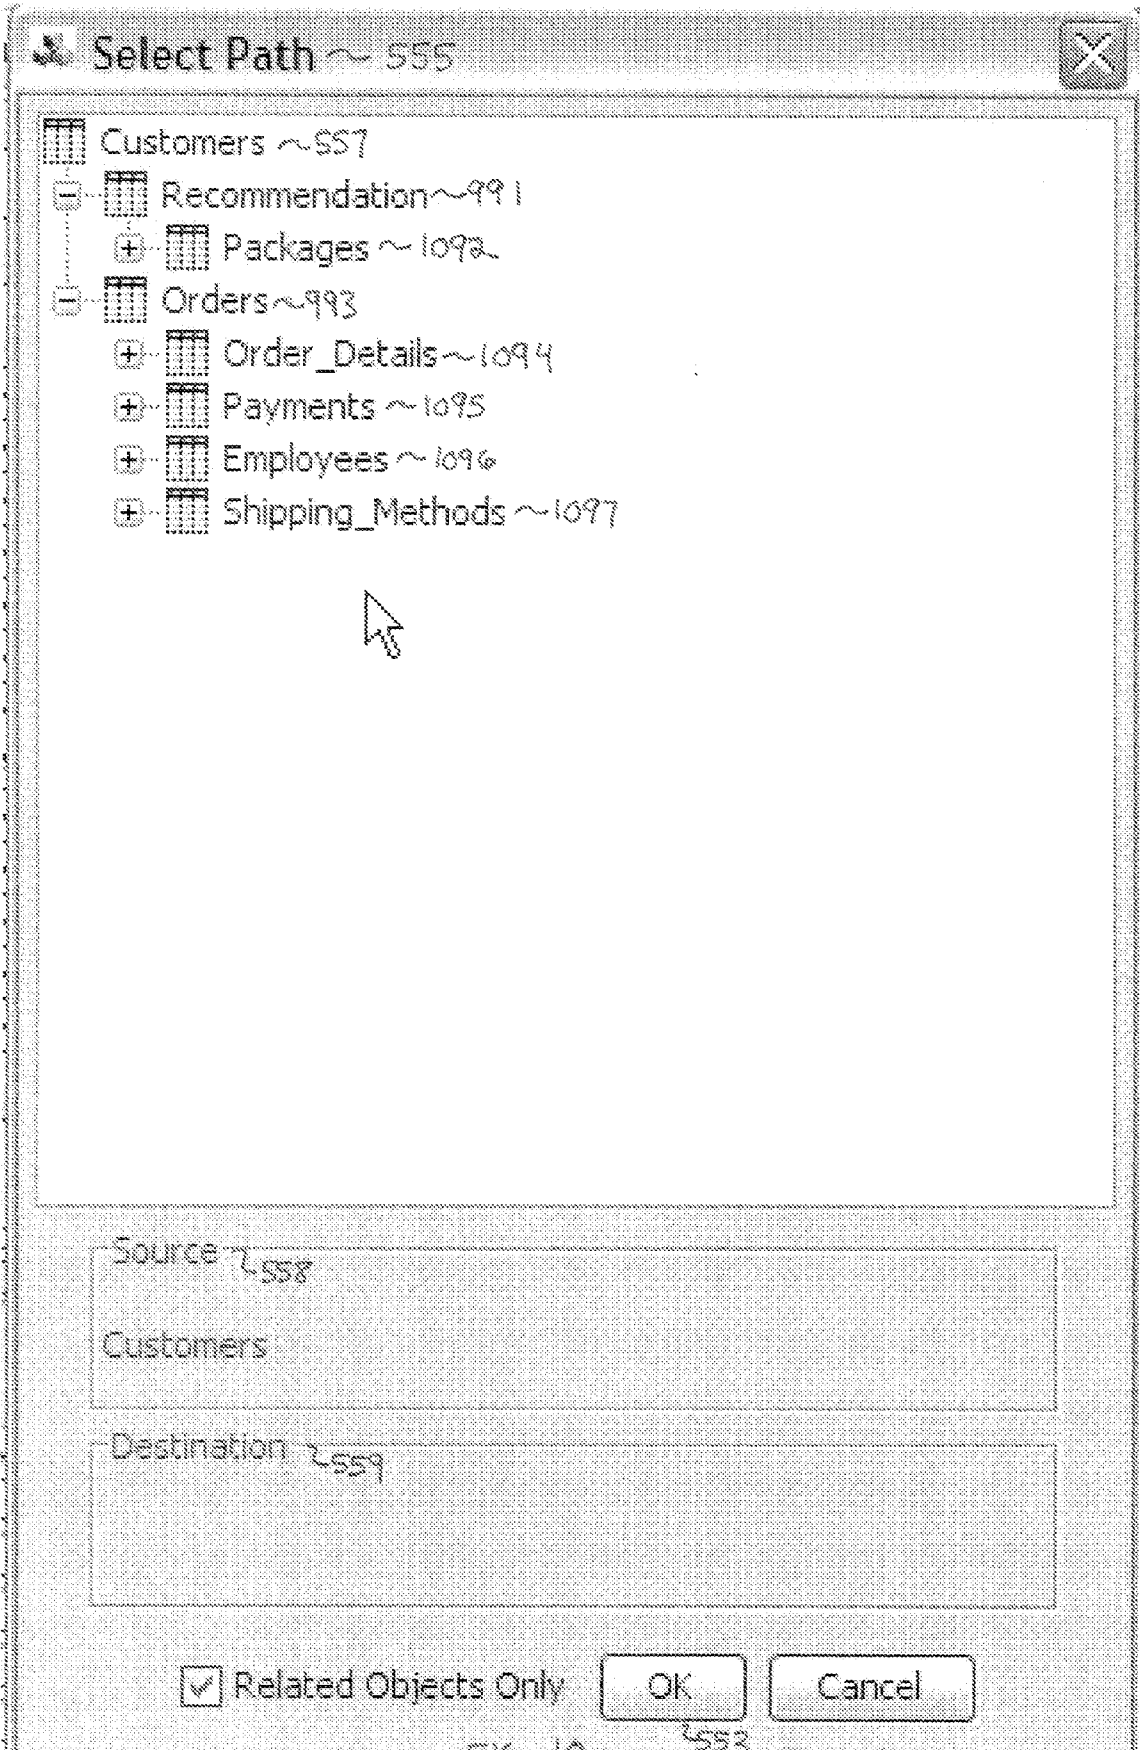 Select Path ~ 555
Customers ~557
Recommendation~991
Packages ~1092
Orders~993
Order_Details~1094
Payments ~1095
Employees ~1096
Shipping_Methods ~1097
Source 558
Customers
Destination 559
Related Objects Only OK Cancel
553